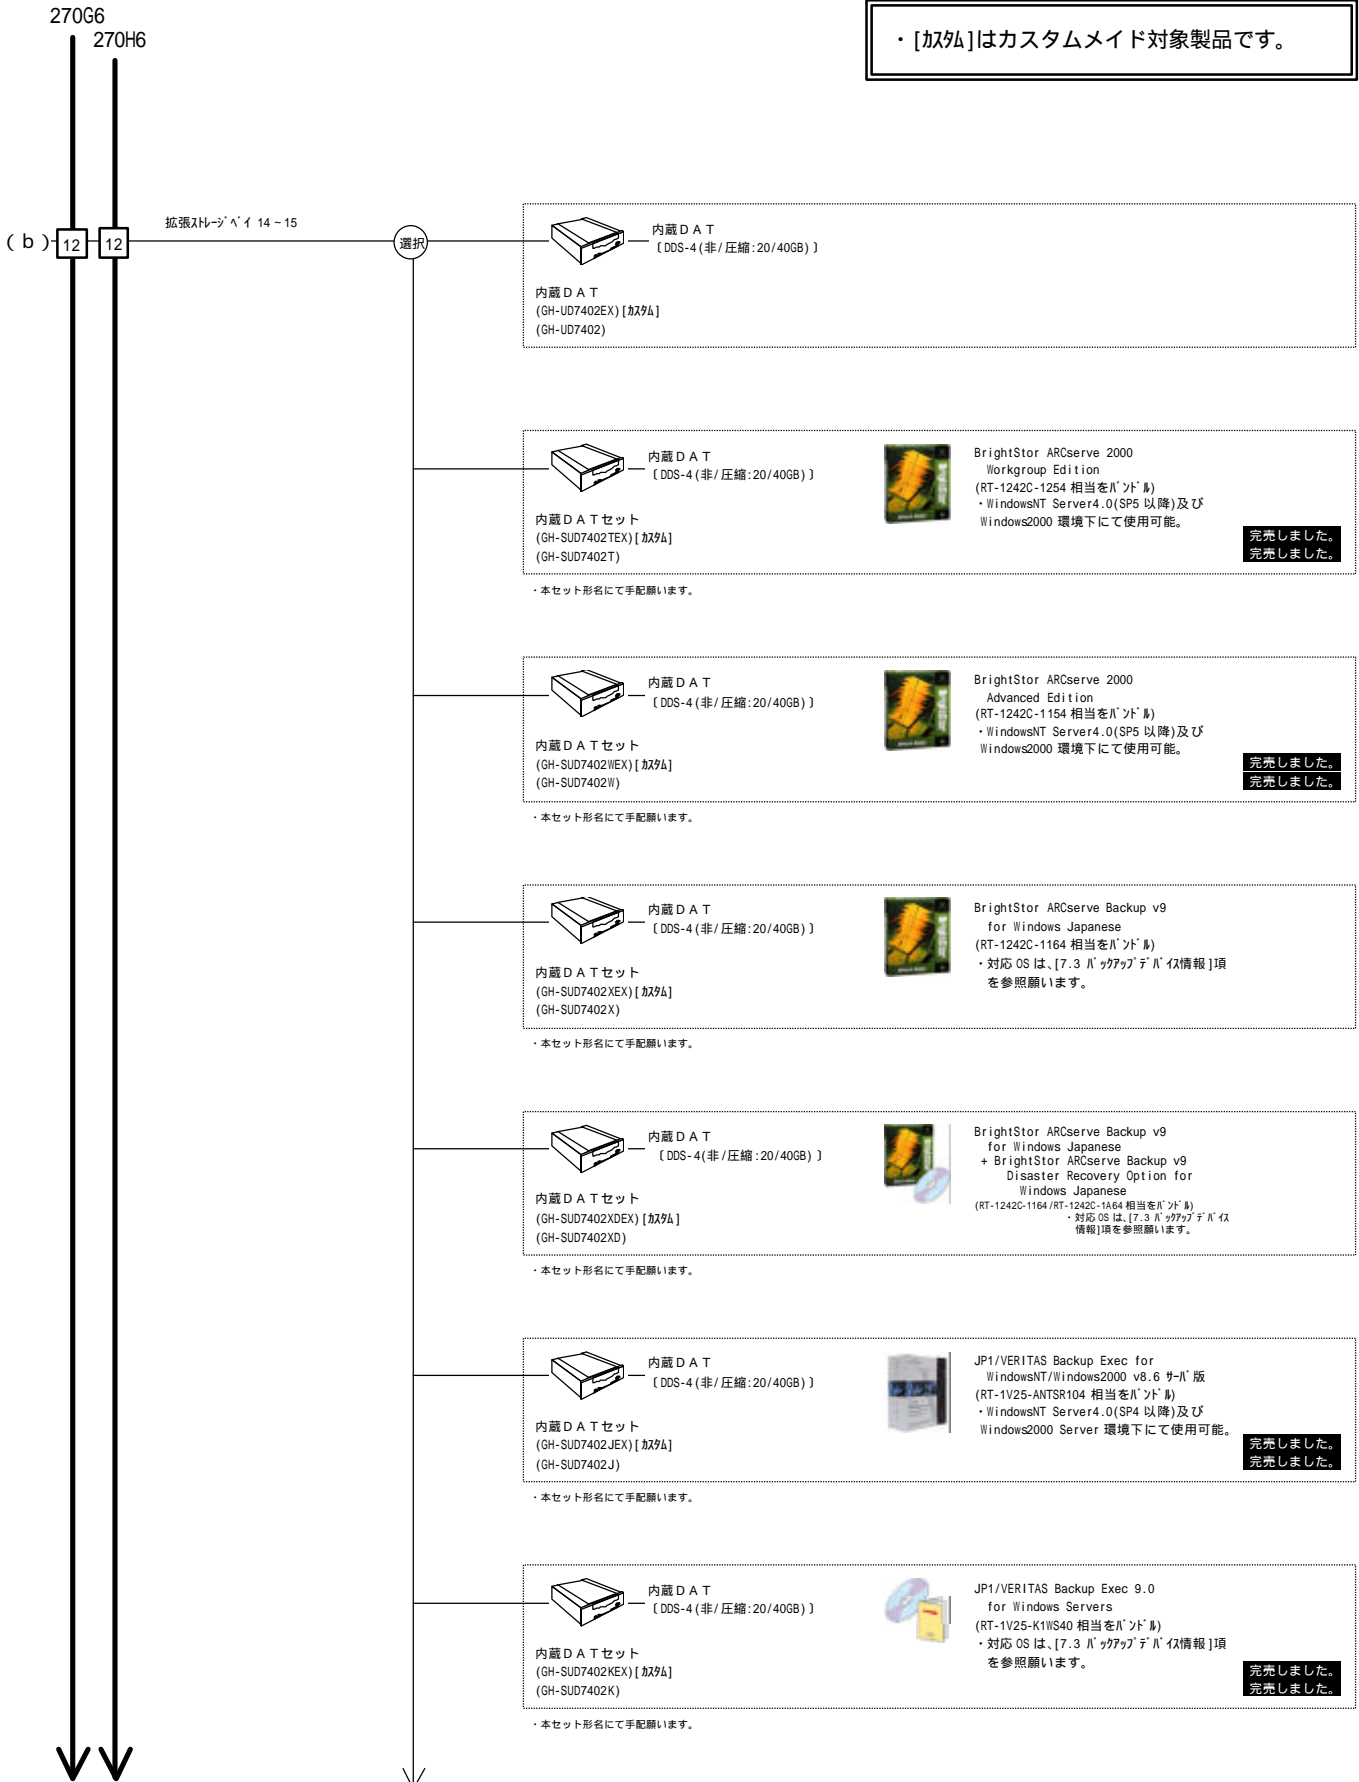 270G6
270H6
・[ｶｽﾀﾑ]はカスタムメイド対象製品です。
(ｂ)
12
12
拡張ｽﾄﾚｰｼﾞﾍﾞｲ 14～15
選択
内蔵ＤＡＴ
〔DDS-4(非/圧縮:20/40GB)〕
内蔵ＤＡＴ
(GH-UD7402EX)[ｶｽﾀﾑ]
(GH-UD7402)
内蔵ＤＡＴ
〔DDS-4(非/圧縮:20/40GB)〕
内蔵ＤＡＴセット
(GH-SUD7402TEX)[ｶｽﾀﾑ]
(GH-SUD7402T)
BrightStor ARCserve 2000
Workgroup Edition
(RT-1242C-1254 相当をﾊﾞﾝﾄﾞﾙ)
・WindowsNT Server4.0(SP5 以降)及び
Windows2000 環境下にて使用可能。
完売しました。
完売しました。
・本セット形名にて手配願います。
内蔵ＤＡＴ
〔DDS-4(非/圧縮:20/40GB)〕
内蔵ＤＡＴセット
(GH-SUD7402WEX)[ｶｽﾀﾑ]
(GH-SUD7402W)
BrightStor ARCserve 2000
Advanced Edition
(RT-1242C-1154 相当をﾊﾞﾝﾄﾞﾙ)
・WindowsNT Server4.0(SP5 以降)及び
Windows2000 環境下にて使用可能。
完売しました。
完売しました。
・本セット形名にて手配願います。
内蔵ＤＡＴ
〔DDS-4(非/圧縮:20/40GB)〕
内蔵ＤＡＴセット
(GH-SUD7402XEX)[ｶｽﾀﾑ]
(GH-SUD7402X)
BrightStor ARCserve Backup v9
for Windows Japanese
(RT-1242C-1164 相当をﾊﾞﾝﾄﾞﾙ)
・対応 OS は、[7.3 ﾊﾞｯｸｱｯﾌﾟﾃﾞﾊﾞｲｽ情報]項
を参照願います。
・本セット形名にて手配願います。
内蔵ＤＡＴ
〔DDS-4(非/圧縮:20/40GB)〕
内蔵ＤＡＴセット
(GH-SUD7402XDEX)[ｶｽﾀﾑ]
(GH-SUD7402XD)
BrightStor ARCserve Backup v9
for Windows Japanese
+ BrightStor ARCserve Backup v9
Disaster Recovery Option for
Windows Japanese
(RT-1242C-1164/RT-1242C-1A64 相当をﾊﾞﾝﾄﾞﾙ)
・対応 OS は、[7.3 ﾊﾞｯｸｱｯﾌﾟﾃﾞﾊﾞｲｽ
情報]項を参照願います。
・本セット形名にて手配願います。
内蔵ＤＡＴ
〔DDS-4(非/圧縮:20/40GB)〕
内蔵ＤＡＴセット
(GH-SUD7402JEX)[ｶｽﾀﾑ]
(GH-SUD7402J)
JP1/VERITAS Backup Exec for
WindowsNT/Windows2000 v8.6 ｻｰﾊﾞ版
(RT-1V25-ANTSR104 相当をﾊﾞﾝﾄﾞﾙ)
・WindowsNT Server4.0(SP4 以降)及び
Windows2000 Server 環境下にて使用可能。
完売しました。
完売しました。
・本セット形名にて手配願います。
内蔵ＤＡＴ
〔DDS-4(非/圧縮:20/40GB)〕
内蔵ＤＡＴセット
(GH-SUD7402KEX)[ｶｽﾀﾑ]
(GH-SUD7402K)
JP1/VERITAS Backup Exec 9.0
for Windows Servers
(RT-1V25-K1WS40 相当をﾊﾞﾝﾄﾞﾙ)
・対応 OS は、[7.3 ﾊﾞｯｸｱｯﾌﾟﾃﾞﾊﾞｲｽ情報]項
を参照願います。
完売しました。
完売しました。
・本セット形名にて手配願います。